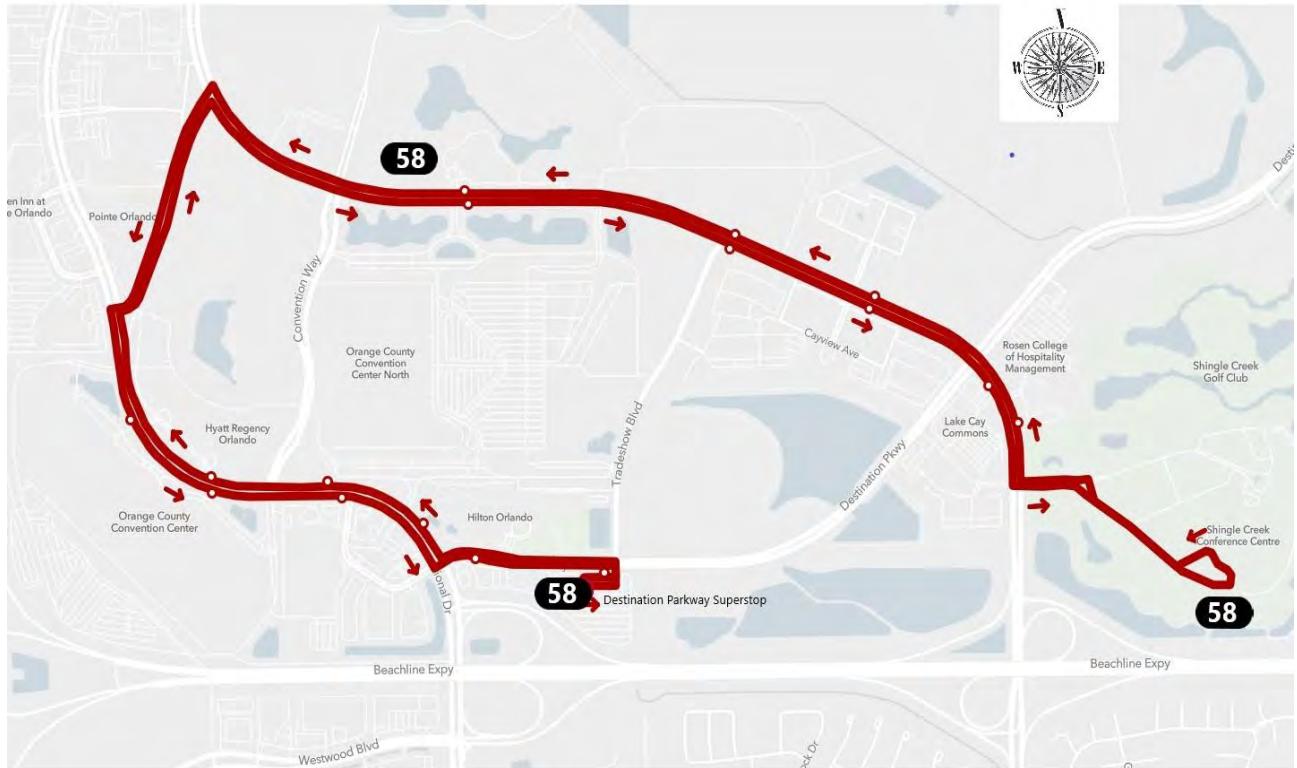 N
W
E
S
58
en Inn at
e Orlando
Pointe Orlando
Convention Way
Orange County
Convention
Center North
Cayview Ave
Rosen College
of Hospitality
Management
Shingle Creek
Golf Club
Hyatt Regency
Orlando
Lake Cay
Commons
Tradeshow Blvd
Destination Pkwy
Orange County
Convention Center
Hilton Orlando
Shingle Creek
Conference Centre
ional Dr
58
Destination Parkway Superstop
58
Beachline Expy
Beachline Expy
Westwood Blvd
ock Dr